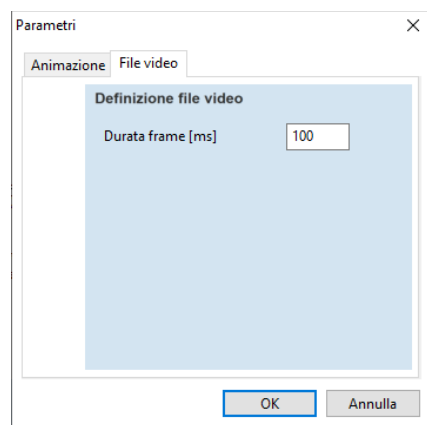 Parametri
Animazione File video
Definizione file video
Durata frame [ms] 100
OK Annulla